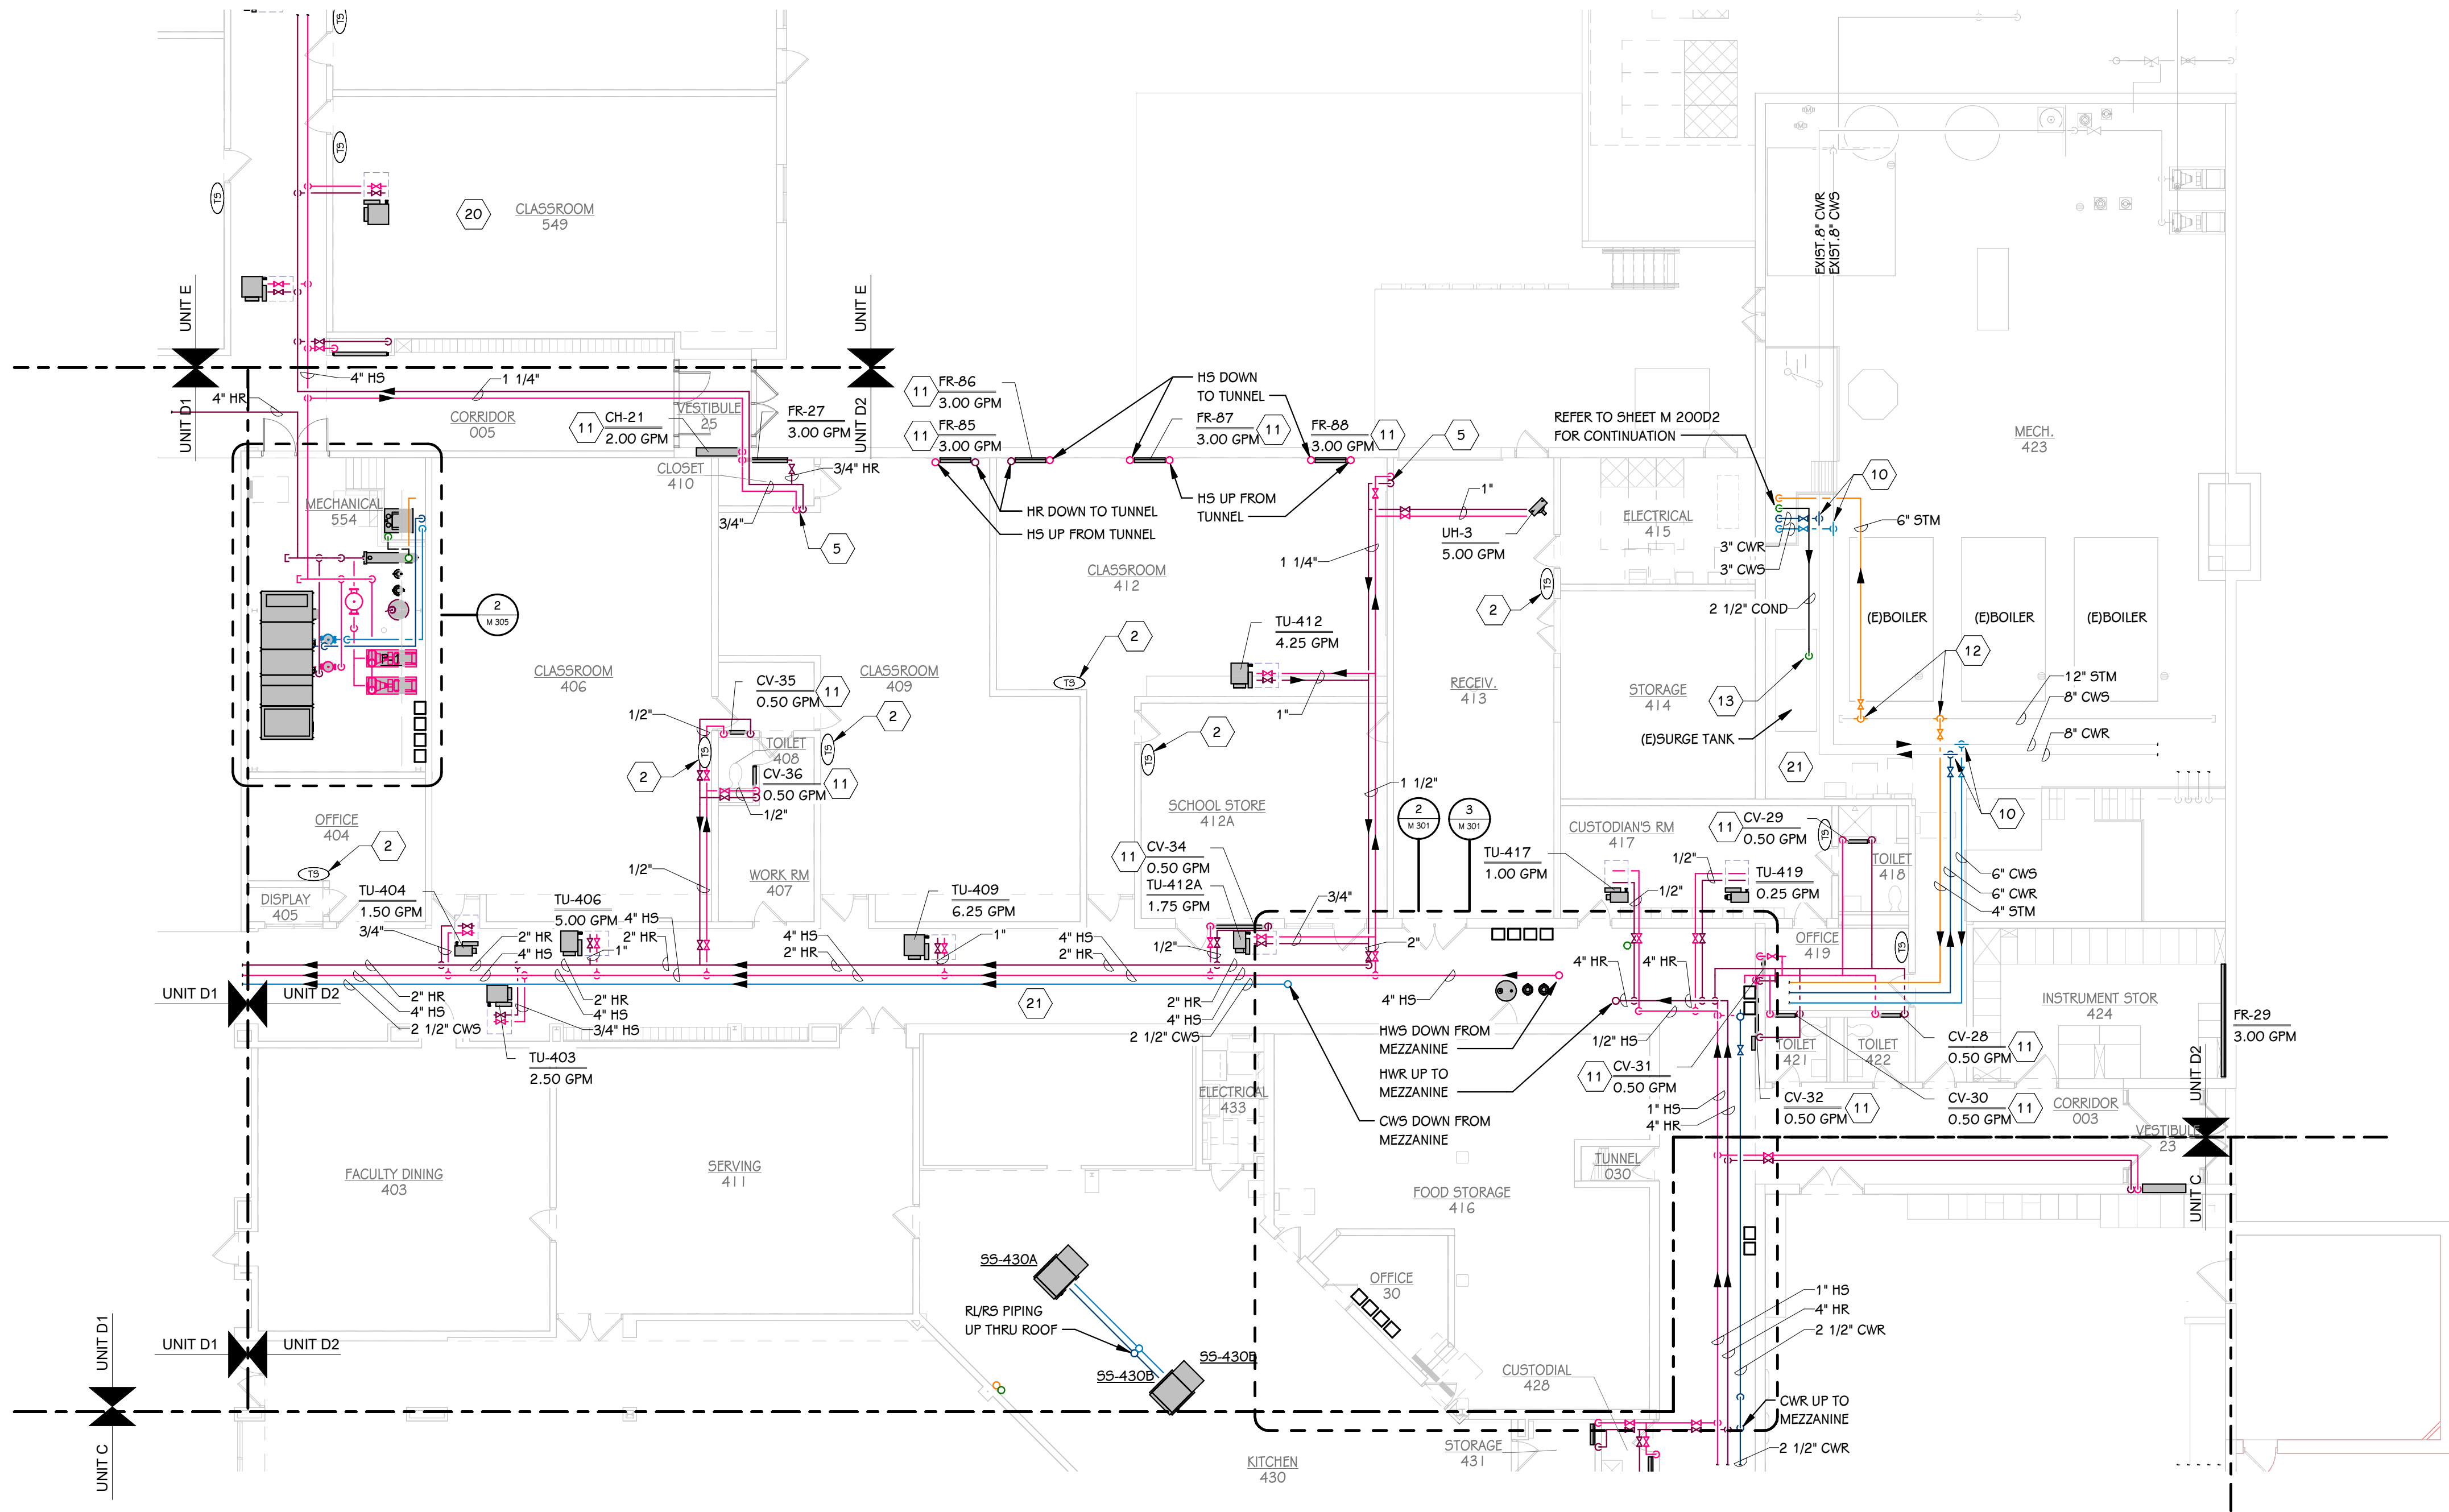 TS
TS
TS
20
CLASSROOM
549
EXIST.8" CWR
EXIST.8" CWS
UNIT E
UNIT D1
UNIT E
UNIT D2
4" HS
1 1/4"
4" HR
CORRIDOR
005
11
CH-21
2.00 GPM
VESTIBULE
25
FR-27
3.00 GPM
11
FR-86
3.00 GPM
11
FR-85
3.00 GPM
HS DOWN
TO TUNNEL
FR-87
3.00 GPM
11
FR-88
3.00 GPM
11
5
REFER TO SHEET M 200D2
FOR CONTINUATION
MECH.
423
CLOSET
410
3/4" HR
3/4"
5
HR DOWN TO TUNNEL
HS UP FROM TUNNEL
HS UP FROM
TUNNEL
1"
UH-3
5.00 GPM
ELECTRICAL
415
10
6" STM
3" CWR
3" CWS
2 1/2" COND
MECHANICAL
554
2
M 305
P-1
CLASSROOM
412
1 1/4"
2
TS
TU-412
4.25 GPM
1"
2
TS
(E)BOILER
(E)BOILER
(E)BOILER
12
13
12" STM
8" CWS
8" CWR
(E)SURGE TANK
21
CLASSROOM
406
CLASSROOM
409
CV-35
0.50 GPM
11
1/2"
TS
2
TS
2
TOILET
408
CV-36
0.50 GPM
11
1/2"
RECEIV.
413
STORAGE
414
2
TS
1 1/2"
SCHOOL STORE
412A
2
M 301
3
M 301
10
OFFICE
404
2
TS
DISPLAY
405
TU-404
1.50 GPM
3/4"
TU-406
5.00 GPM
1/2"
WORK RM
407
TU-409
6.25 GPM
11
CV-34
0.50 GPM
TU-412A
1.75 GPM
3/4"
TU-417
1.00 GPM
CUSTODIAN'S RM
417
1/2"
1/2"
TU-419
0.25 GPM
11
CV-29
0.50 GPM
TS
TOILET
418
6" CWS
6" CWR
4" STM
OFFICE
419
TS
2" HR
4" HS
1"
4" HS
2" HR
4" HS
2" HR
1"
4" HS
2" HR
1/2"
2"
4" HR
4" HR
UNIT D1
UNIT D2
2" HR
4" HS
2 1/2" CWS
2" HR
4" HS
3/4" HS
21
2" HR
4" HS
2 1/2" CWS
4" HS
HWS DOWN FROM
MEZZANINE
HWR UP TO
MEZZANINE
CWS DOWN FROM
MEZZANINE
1/2" HS
11
CV-31
0.50 GPM
1" HS
4" HR
INSTRUMENT STOR
424
FR-29
3.00 GPM
TOILET
421
TOILET
422
CV-28
0.50 GPM
11
CV-32
0.50 GPM
11
CV-30
0.50 GPM
11
CORRIDOR
003
VESTIBULE
23
UNIT D2
UNIT C
TU-403
2.50 GPM
ELECTRICAL
433
FACULTY DINING
403
SERVING
411
TUNNEL
030
FOOD STORAGE
416
SS-430A
RL/RS PIPING
UP THRU ROOF
SS-430B
SS-430B
OFFICE
30
CUSTODIAL
428
1" HS
4" HR
2 1/2" CWR
CWR UP TO
MEZZANINE
2 1/2" CWR
UNIT D1
UNIT D2
UNIT D1
UNIT C
KITCHEN
430
STORAGE
431